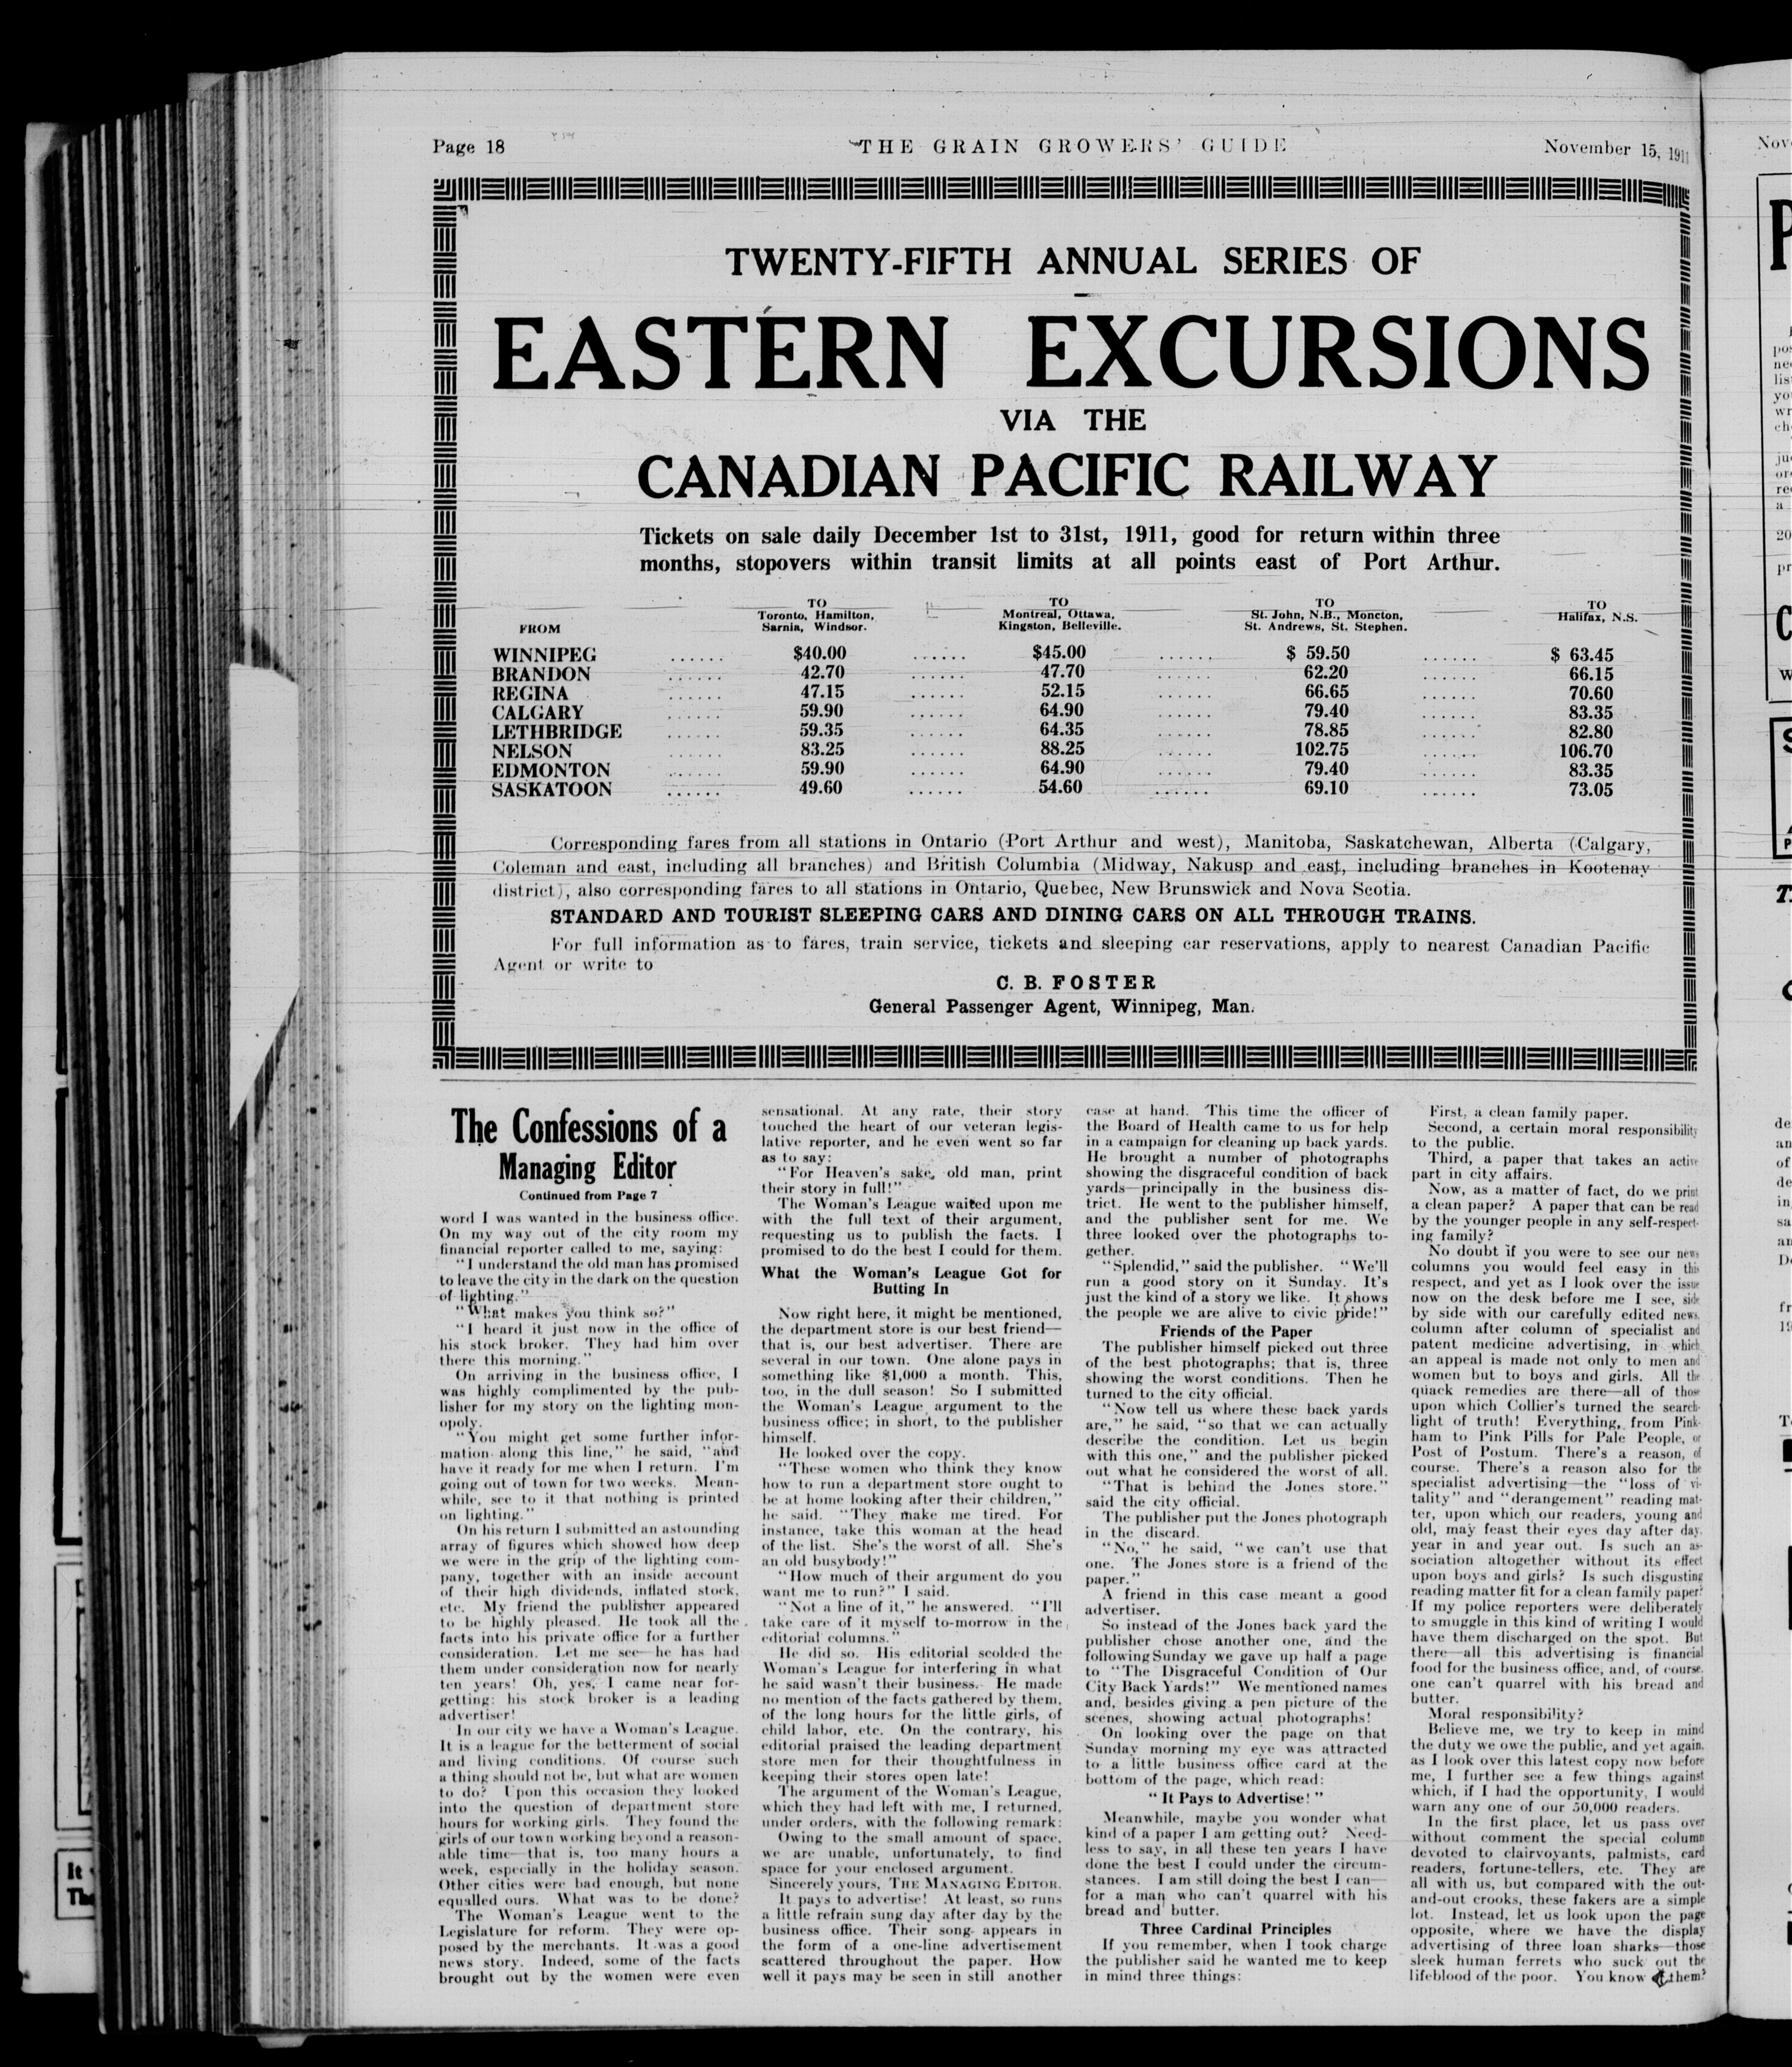 Page 18
THE GRAIN GROWERS' GUIDE
November 15, 1911
TWENTY-FIFTH ANNUAL SERIES OF
EASTERN EXCURSIONS
VIA THE
CANADIAN PACIFIC RAILWAY
Tickets on sale daily December 1st to 31st, 1911, good for return within three
months, stopovers within transit limits at all points east of Port Arthur.
FROM
TO Toronto, Hamilton, Sarnia, Windsor.
TO Montreal, Ottawa, Kingston, Belleville.
TO St. John, N.B., Moncton, St. Andrews, St. Stephen.
TO Halifax, N.S.
WINNIPEG ...... $40.00 ...... $45.00 ...... $ 59.50 ...... $ 63.45
BRANDON ...... 42.70 ...... 47.70 ...... 62.20 ...... 66.15
REGINA ...... 47.15 ...... 52.15 ...... 66.65 ...... 70.60
CALGARY ...... 59.90 ...... 64.90 ...... 79.40 ...... 83.35
LETHBRIDGE ...... 59.35 ...... 64.35 ...... 78.85 ...... 82.80
NELSON ...... 83.25 ...... 88.25 ...... 102.75 ...... 106.70
EDMONTON ...... 59.90 ...... 64.90 ...... 79.40 ...... 83.35
SASKATOON ...... 49.60 ...... 54.60 ...... 69.10 ...... 73.05
Corresponding fares from all stations in Ontario (Port Arthur and west), Manitoba, Saskatchewan, Alberta (Calgary,
Coleman and east, including all branches) and British Columbia (Midway, Nakusp and east, including branches in Kootenay
district), also corresponding fares to all stations in Ontario, Quebec, New Brunswick and Nova Scotia.
STANDARD AND TOURIST SLEEPING CARS AND DINING CARS ON ALL THROUGH TRAINS.
For full information as to fares, train service, tickets and sleeping car reservations, apply to nearest Canadian Pacific
Agent or write to
C. B. FOSTER
General Passenger Agent, Winnipeg, Man.
The Confessions of a
Managing Editor
Continued from Page 7
word I was wanted in the business office.
On my way out of the city room my
financial reporter called to me, saying:
"I understand the old man has promised
to leave the city in the dark on the question
of lighting."
"What makes you think so?"
"I heard it just now in the office of
his stock broker. They had him over
there this morning."
On arriving in the business office, I
was highly complimented by the pub-
lisher for my story on the lighting mon-
opoly.
"You might get some further infor-
mation along this line," he said, "and
have it ready for me when I return. I'm
going out of town for two weeks. Mean-
while, see to it that nothing is printed
on lighting."
On his return I submitted an astounding
array of figures which showed how deep
we were in the grip of the lighting com-
pany, together with an inside account
of their high dividends, inflated stock,
etc. My friend the publisher appeared
to be highly pleased. He took all the
facts into his private office for a further
consideration. Let me see—he has had
them under consideration now for nearly
ten years! Oh, yes, I came near for-
getting: his stock broker is a leading
advertiser!
In our city we have a Woman's League.
It is a league for the betterment of social
and living conditions. Of course such
a thing should not be, but what are women
to do? Upon this occasion they looked
into the question of department store
hours for working girls. They found the
girls of our town working beyond a reason-
able time—that is, too many hours a
week, especially in the holiday season.
Other cities were bad enough, but none
equalled ours. What was to be done?
The Woman's League went to the
Legislature for reform. They were op-
posed by the merchants. It was a good
news story. Indeed, some of the facts
brought out by the women were even
sensational. At any rate, their story
touched the heart of our veteran legis-
lative reporter, and he even went so far
as to say:
"For Heaven's sake, old man, print
their story in full!"
The Woman's League waited upon me
with the full text of their argument,
requesting us to publish the facts. I
promised to do the best I could for them.
What the Woman's League Got for
Butting In
Now right here, it might be mentioned,
the department store is our best friend—
that is, our best advertiser. There are
several in our town. One alone pays in
something like $1,000 a month. This,
too, in the dull season! So I submitted
the Woman's League argument to the
business office; in short, to the publisher
himself.
He looked over the copy.
"These women who think they know
how to run a department store ought to
be at home looking after their children,"
he said. "They make me tired. For
instance, take this woman at the head
of the list. She's the worst of all. She's
an old busybody!"
"How much of their argument do you
want me to run?" I said.
"Not a line of it," he answered. "I'll
take care of it myself to-morrow in the
editorial columns."
He did so. His editorial scolded the
Woman's League for interfering in what
he said wasn't their business. He made
no mention of the facts gathered by them,
of the long hours for the little girls, of
child labor, etc. On the contrary, his
editorial praised the leading department
store men for their thoughtfulness in
keeping their stores open late!
The argument of the Woman's League,
which they had left with me, I returned,
under orders, with the following remark:
Owing to the small amount of space,
we are unable, unfortunately, to find
space for your enclosed argument.
Sincerely yours, THE MANAGING EDITOR.
It pays to advertise! At least, so runs
a little refrain sung day after day by the
business office. Their song appears in
the form of a one-line advertisement
scattered throughout the paper. How
well it pays may be seen in still another
case at hand. This time the officer of
the Board of Health came to us for help
in a campaign for cleaning up back yards.
He brought a number of photographs
showing the disgraceful condition of back
yards—principally in the business dis-
trict. He went to the publisher himself,
and the publisher sent for me. We
three looked over the photographs to-
gether.
"Splendid," said the publisher. "We'll
run a good story on it Sunday. It's
just the kind of a story we like. It shows
the people we are alive to civic pride!"
Friends of the Paper
The publisher himself picked out three
of the best photographs; that is, three
showing the worst conditions. Then he
turned to the city official.
"Now tell us where these back yards
are," he said, "so that we can actually
describe the condition. Let us begin
with this one," and the publisher picked
out what he considered the worst of all.
"That is behind the Jones store."
said the city official.
The publisher put the Jones photograph
in the discard.
"No," he said, "we can't use that
one. The Jones store is a friend of the
paper."
A friend in this case meant a good
advertiser.
So instead of the Jones back yard the
publisher chose another one, and the
following Sunday we gave up half a page
to "The Disgraceful Condition of Our
City Back Yards!" We mentioned names
and, besides giving a pen picture of the
scenes, showing actual photographs!
On looking over the page on that
Sunday morning my eye was attracted
to a little business office card at the
bottom of the page, which read:
"It Pays to Advertise!"
Meanwhile, maybe you wonder what
kind of a paper I am getting out? Need-
less to say, in all these ten years I have
done the best I could under the circum-
stances. I am still doing the best I can—
for a man who can't quarrel with his
bread and butter.
Three Cardinal Principles
If you remember, when I took charge
the publisher said he wanted me to keep
in mind three things:
First, a clean family paper.
Second, a certain moral responsibility
to the public.
Third, a paper that takes an active
part in city affairs.
Now, as a matter of fact, do we print
a clean paper? A paper that can be read
by the younger people in any self-respect-
ing family?
No doubt if you were to see our news
columns you would feel easy in this
respect, and yet as I look over the issue
now on the desk before me I see, side
by side with our carefully edited news,
column after column of specialist and
patent medicine advertising, in which
an appeal is made not only to men and
women but to boys and girls. All the
quack remedies are there—all of those
upon which Collier's turned the search-
light of truth! Everything, from Pink-
ham to Pink Pills for Pale People, or
Post of Postum. There's a reason, of
course. There's a reason also for the
specialist advertising—the "loss of vi-
tality" and "derangement" reading mat-
ter, upon which our readers, young and
old, may feast their eyes day after day,
year in and year out. Is such an as-
sociation altogether without its effect
upon boys and girls? Is such disgusting
reading matter fit for a clean family paper?
If my police reporters were deliberately
to smuggle in this kind of writing I would
have them discharged on the spot. But
there—all this advertising is financial
food for the business office, and, of course,
one can't quarrel with his bread and
butter.
Moral responsibility?
Believe me, we try to keep in mind
the duty we owe the public, and yet again,
as I look over this latest copy now before
me, I further see a few things against
which, if I had the opportunity, I would
warn any one of our 50,000 readers.
In the first place, let us pass over
without comment the special column
devoted to clairvoyants, palmists, card
readers, fortune-tellers, etc. They are
all with us, but compared with the out-
and-out crooks, these fakers are a simple
lot. Instead, let us look upon the page
opposite, where we have the display
advertising of three loan sharks—those
sleek human ferrets who suck out the
lifeblood of the poor. You know them?